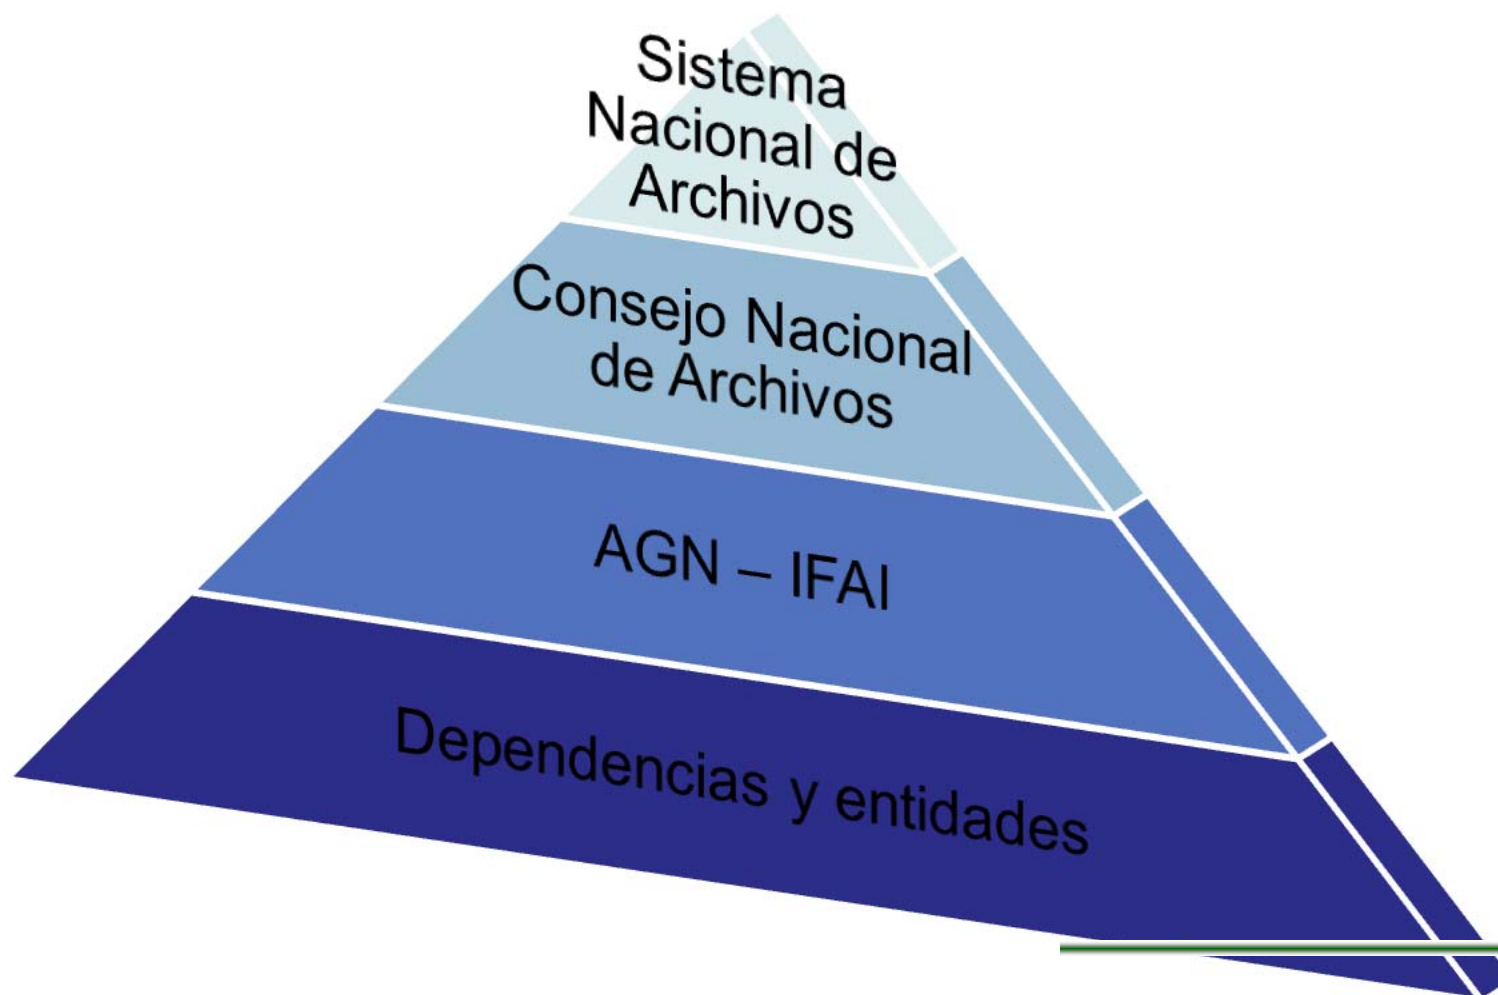 Sistema
Nacional de
Archivos
Consejo Nacional
de Archivos
AGN – IFAI
Dependencias y entidades